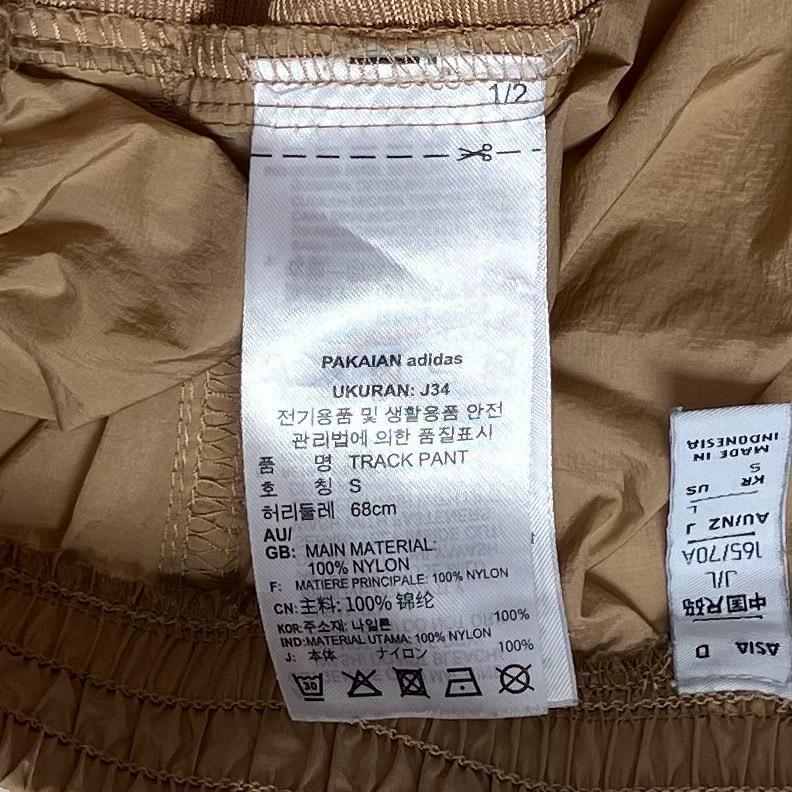 1/2
PAKAIAN adidas
UKURAN: J34
전기용품 및 생활용품 안전
관리법에 의한 품질표시
품 명 TRACK PANT
호 칭 S
허리둘레 68cm
AU/
GB: MAIN MATERIAL:
100% NYLON
F: MATIERE PRINCIPALE: 100% NYLON
CN: 主料: 100% 锦纶
KOR: 주소재: 나일론 100%
IND: MATERIAL UTAMA: 100% NYLON
J: 本体 ナイロン 100%
30
ASIA D
中国尺码
J/L
165/70A
AU/NZ J
L
KR US
S
MADE IN
INDONESIA